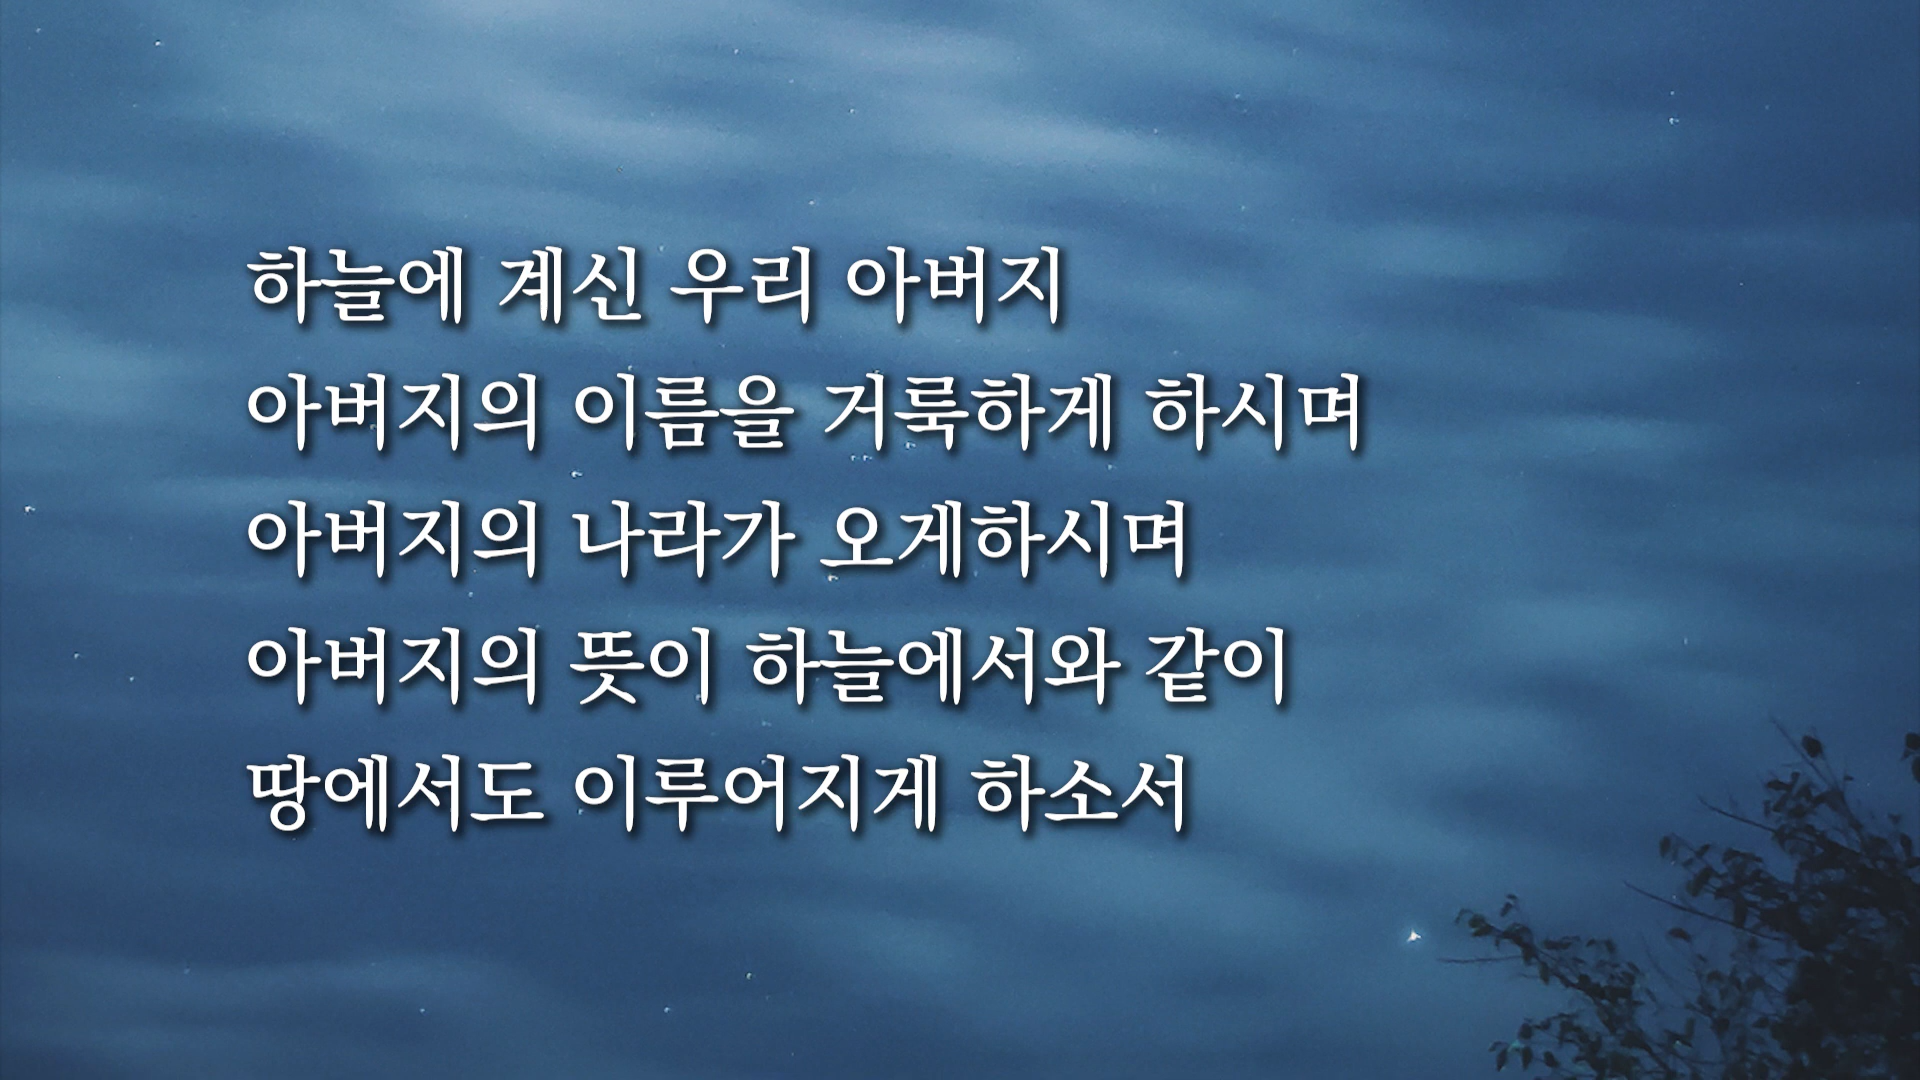 하늘에 계신 우리 아버지
아버지의 이름을 거룩하게 하시며
아버지의 나라가 오게하시며
아버지의 뜻이 하늘에서와 같이
땅에서도 이루어지게 하소서